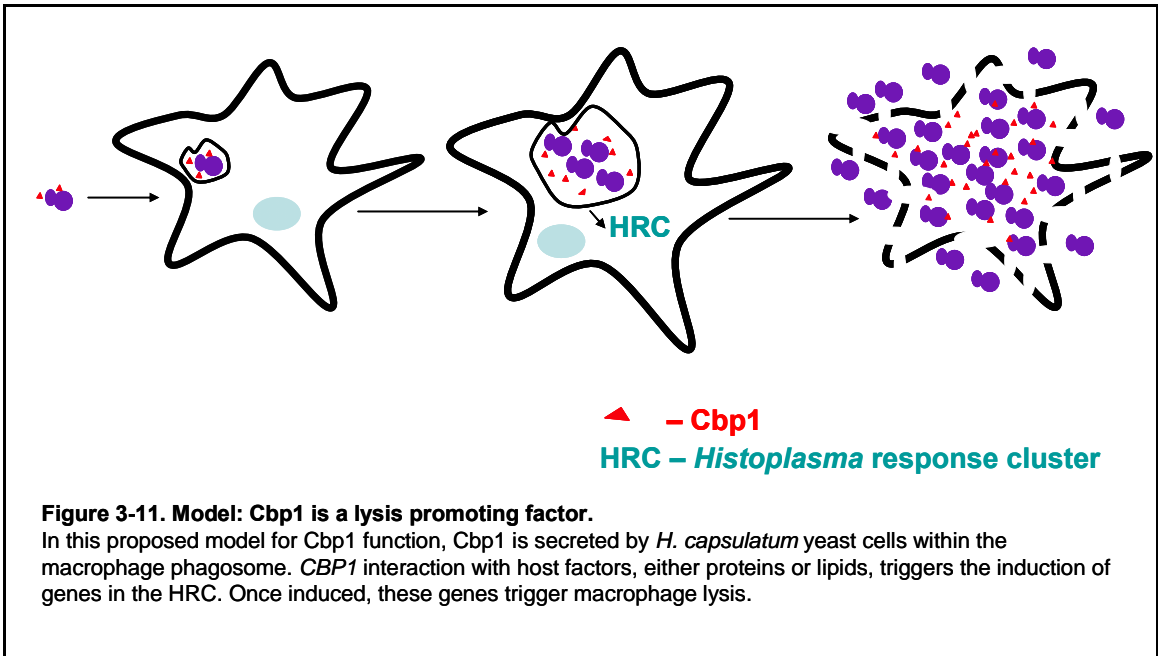 HRC
– Cbp1
HRC – Histoplasma response cluster
Figure 3-11. Model: Cbp1 is a lysis promoting factor.
In this proposed model for Cbp1 function, Cbp1 is secreted by H. capsulatum yeast cells within the
macrophage phagosome. CBP1 interaction with host factors, either proteins or lipids, triggers the induction of
genes in the HRC. Once induced, these genes trigger macrophage lysis.